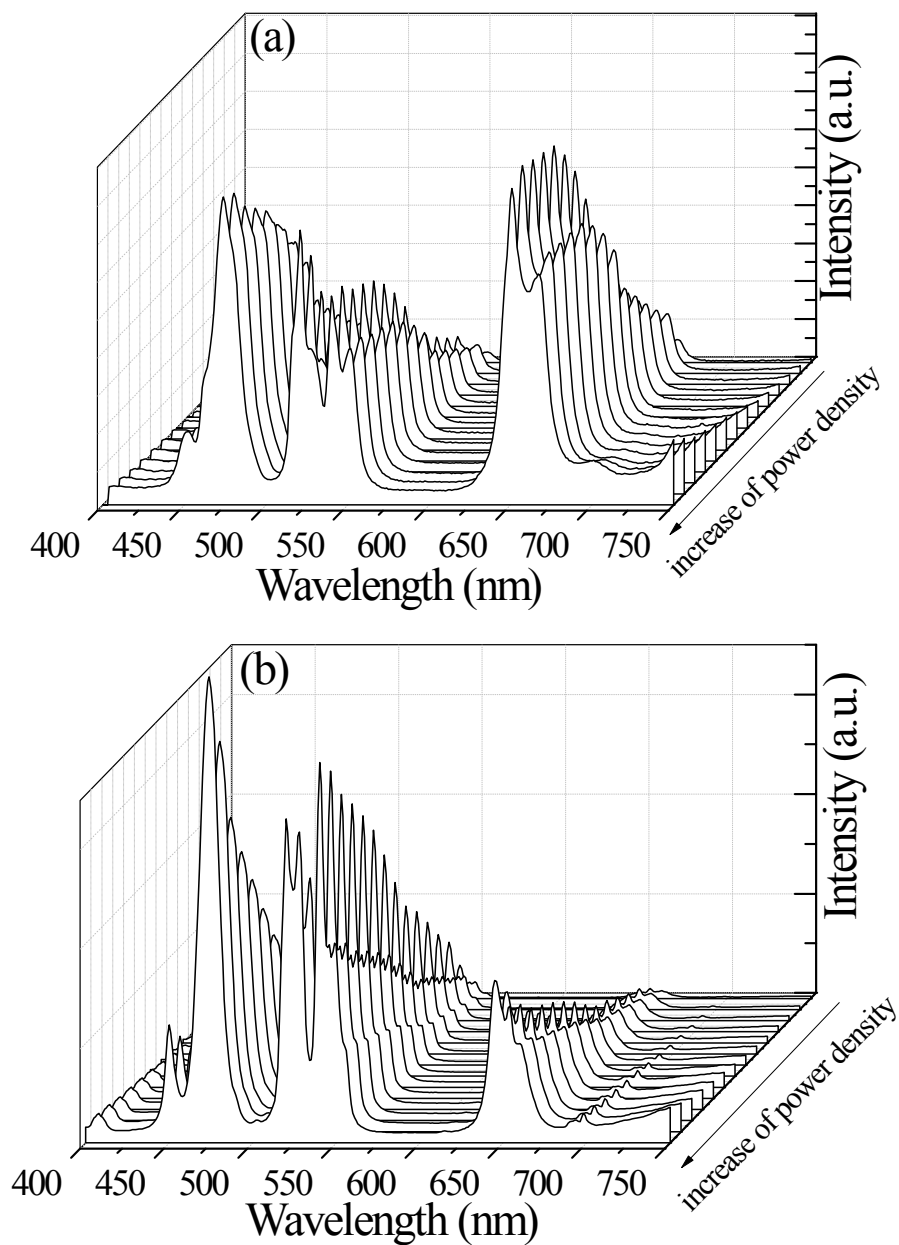 (a)
Intensity (a.u.)
increase of power density
400 450 500 550 600 650 700 750
Wavelength (nm)
(b)
Intensity (a.u.)
increase of power density
400 450 500 550 600 650 700 750
Wavelength (nm)